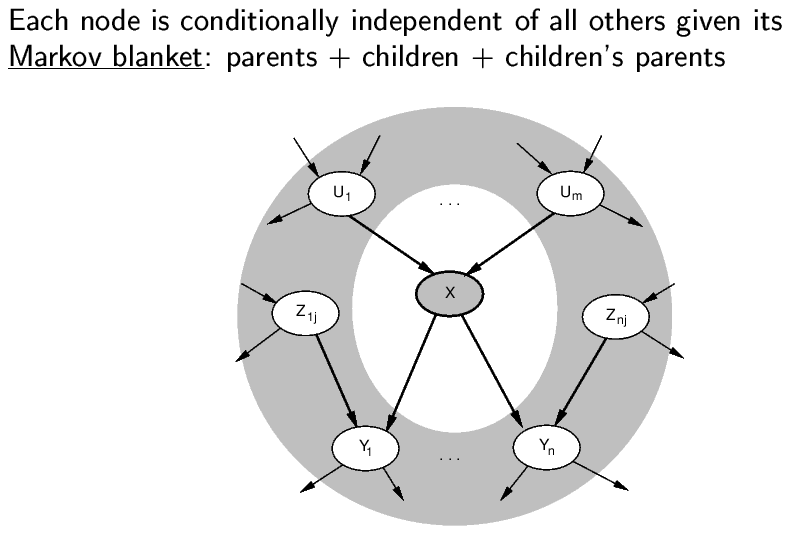 Each node is conditionally independent of all others given its
Markov blanket: parents + children + children's parents
U1 ... Um
X
Z1j Znj
Y1 ... Yn